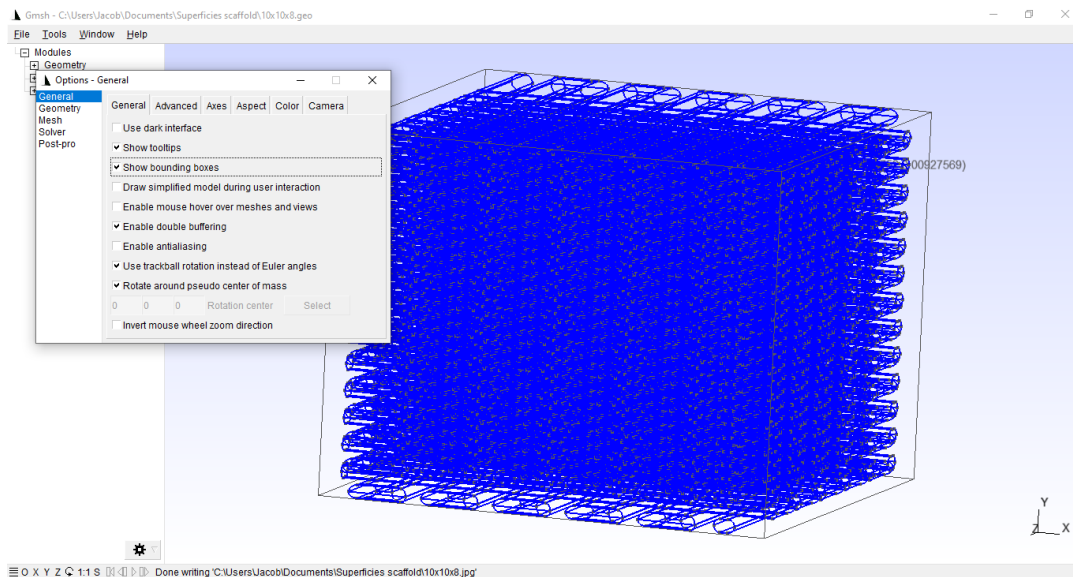 Gmsh - C:\Users\Jacob\Documents\Superficies scaffold\10x10x8.geo
File Tools Window Help
Modules
Geometry
Options - General
General
Geometry
Mesh
Solver
Post-pro
General Advanced Axes Aspect Color Camera
Use dark interface
Show tooltips
Show bounding boxes
Draw simplified model during user interaction
Enable mouse hover over meshes and views
Enable double buffering
Enable antialiasing
Use trackball rotation instead of Euler angles
Rotate around pseudo center of mass
0 0 0 Rotation center Select
Invert mouse wheel zoom direction
00927569)
Y
Z X
O X Y Z 1:1 S Done writing 'C:\Users\Jacob\Documents\Superficies scaffold\10x10x8.jpg'